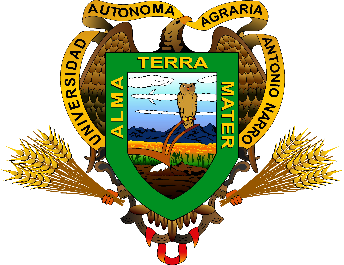 UNIVERSIDAD
AUTONOMA
AGRARIA
ANTONIO NARRO
ALMA
TERRA
MATER